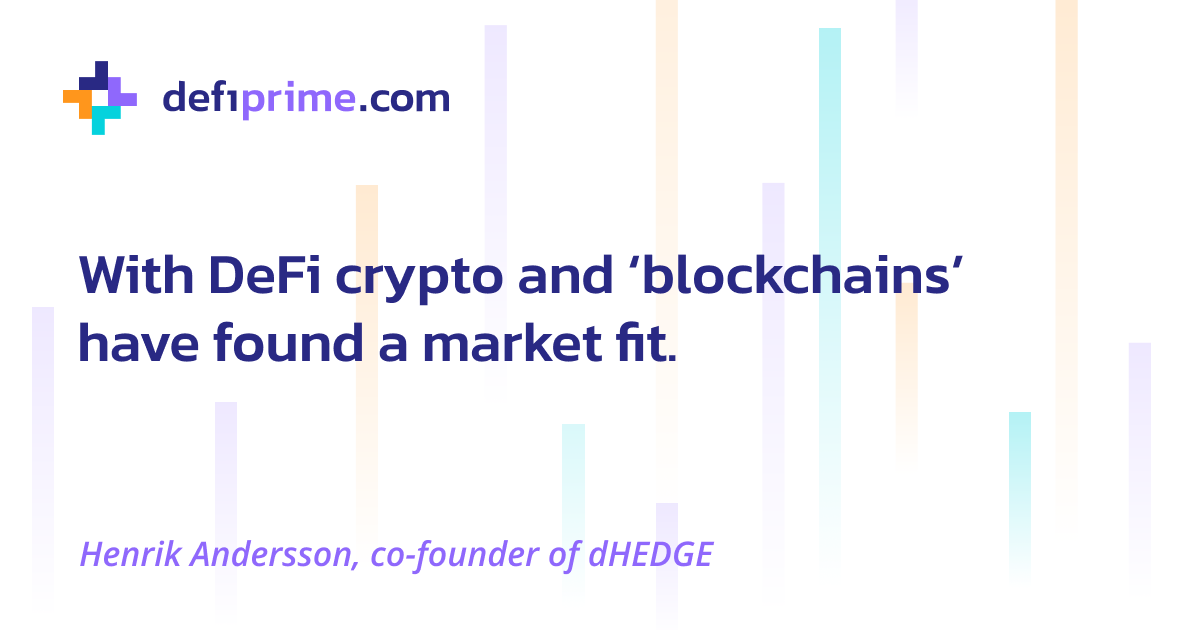 defiprime.com
With DeFi crypto and ‘blockchains’
have found a market fit.
Henrik Andersson, co-founder of dHEDGE